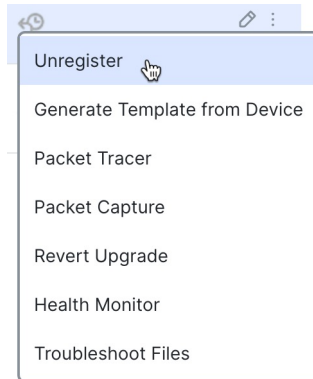 Unregister
Generate Template from Device
Packet Tracer
Packet Capture
Revert Upgrade
Health Monitor
Troubleshoot Files